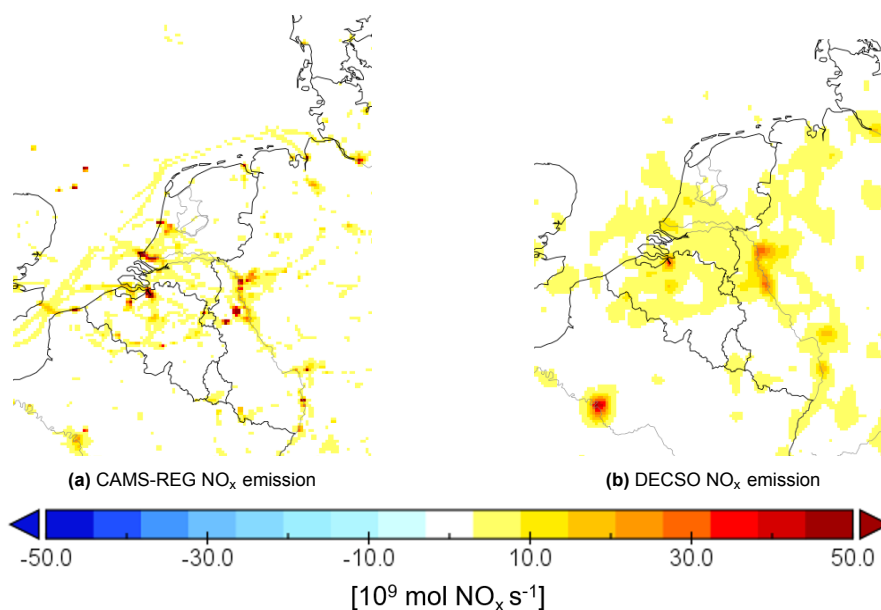 (a) CAMS-REG NOₓ emission
(b) DECSO NOₓ emission
-50.0 -30.0 -10.0 10.0 30.0 50.0
[10⁹ mol NOₓ s⁻¹]